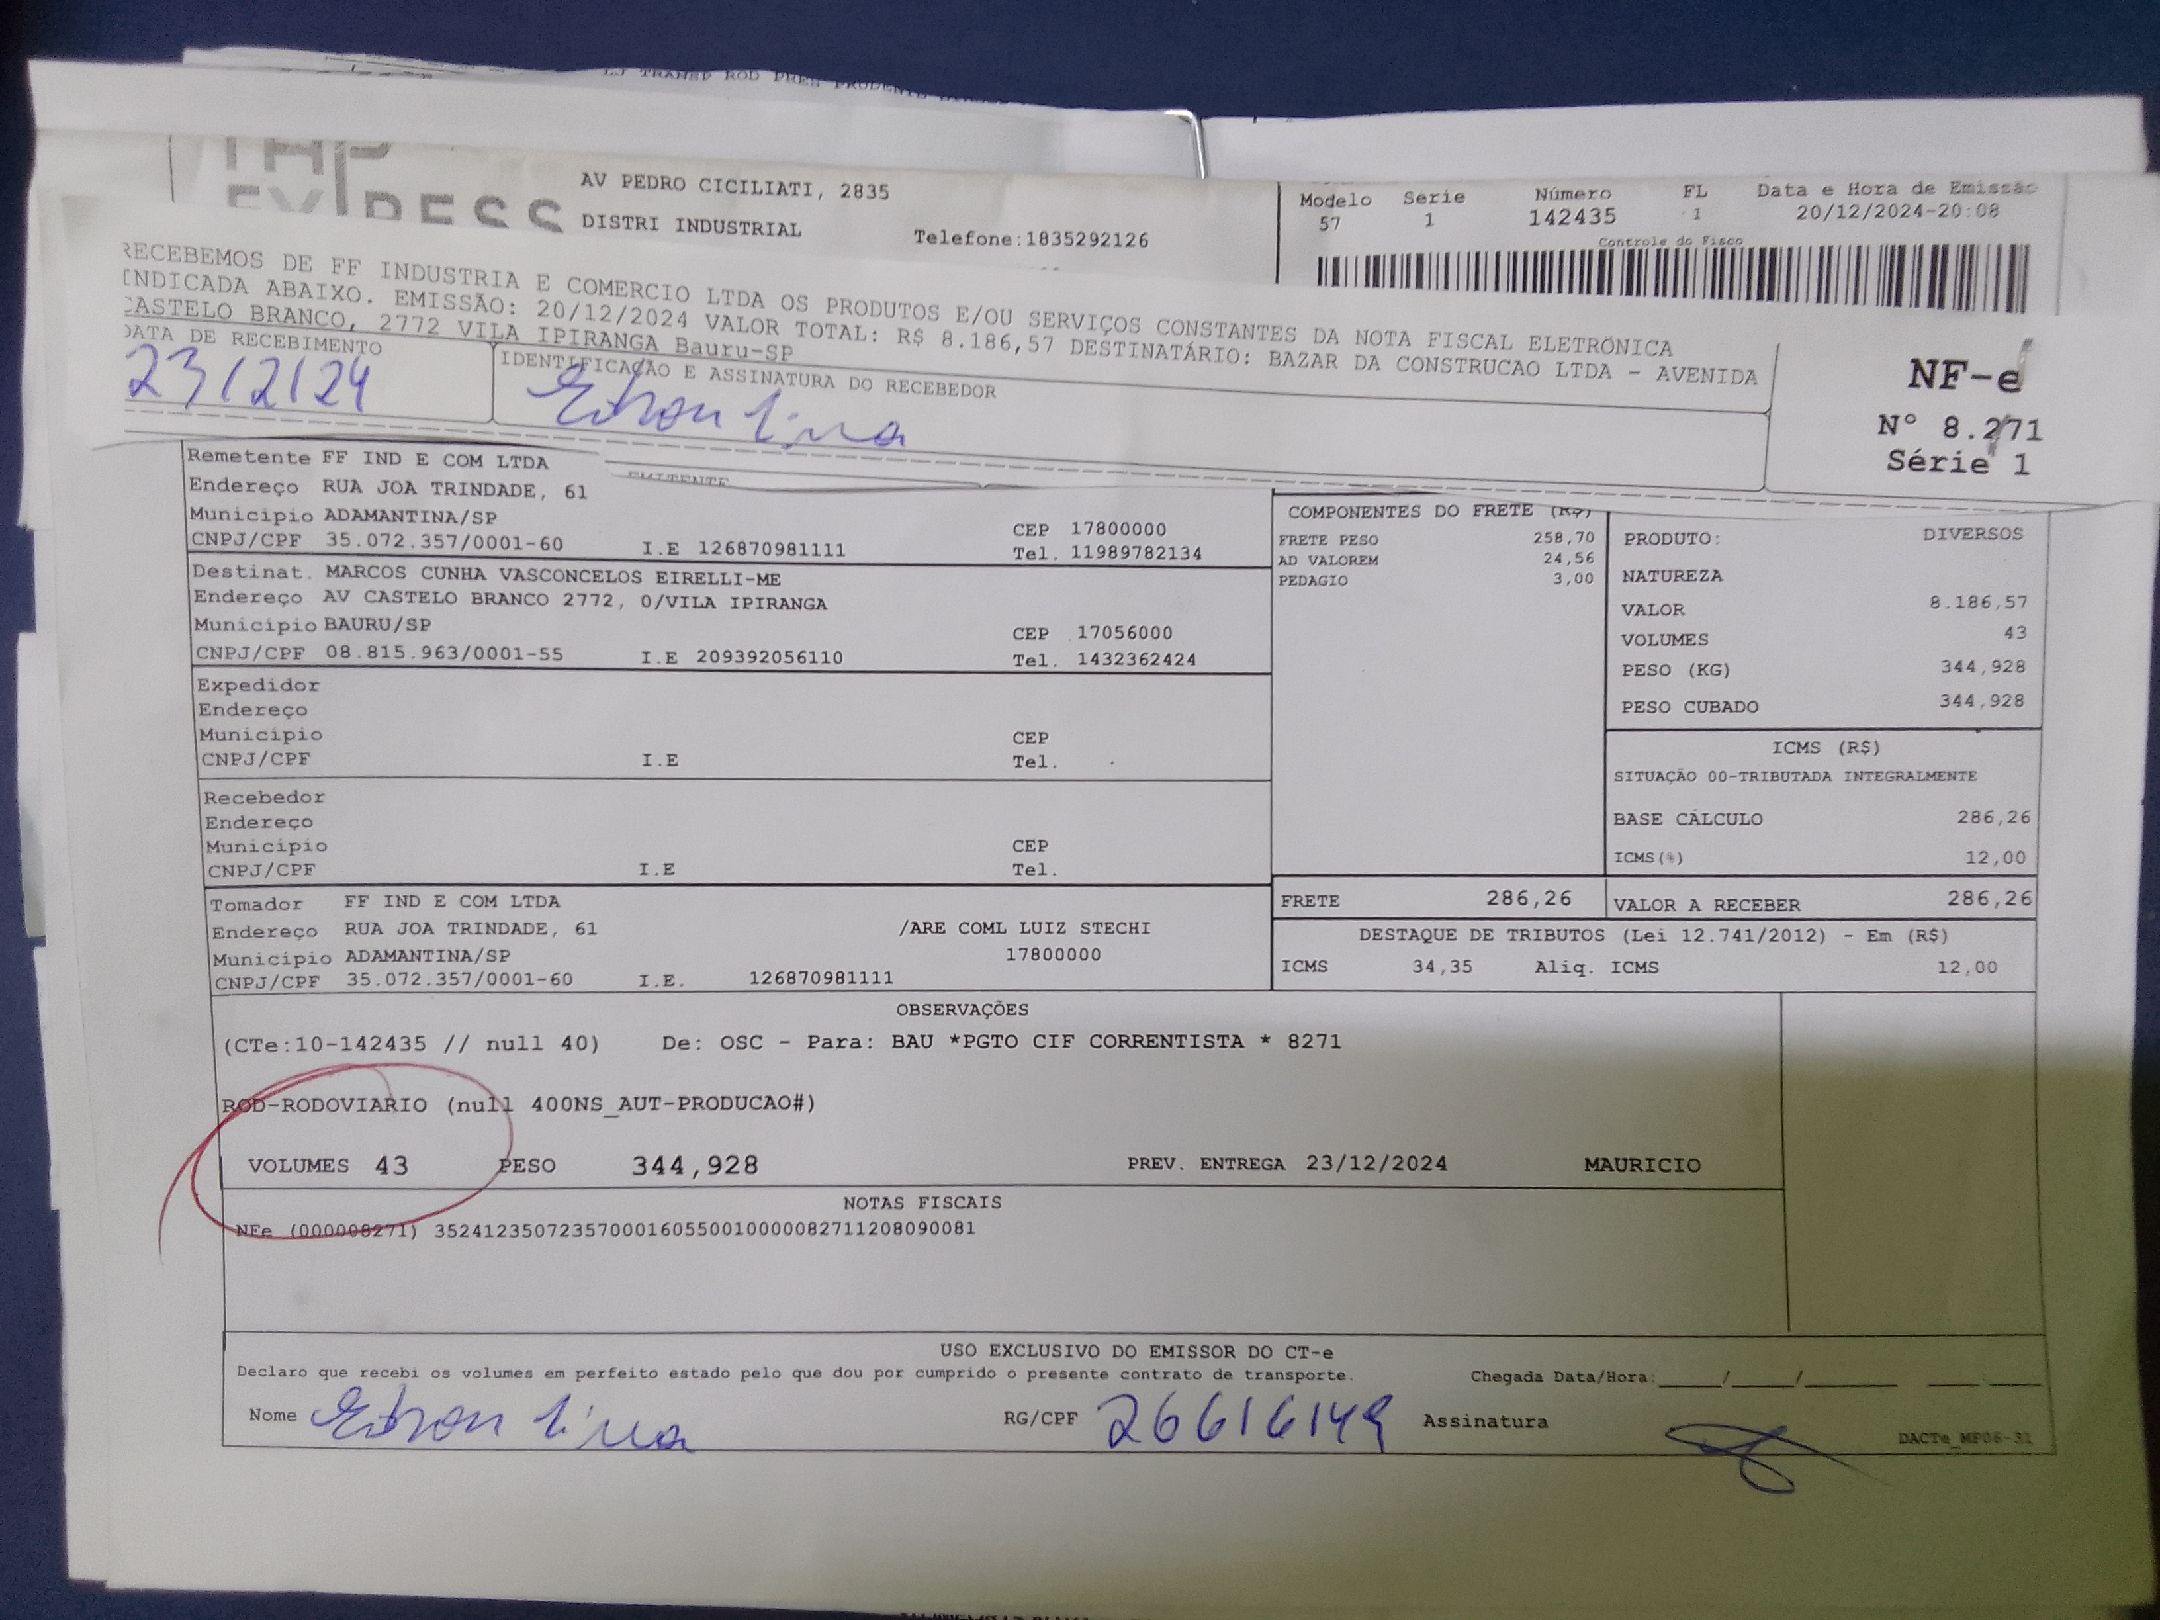 AV PEDRO CICILIATI, 2835
DISTRI INDUSTRIAL
Telefone:1835292126
Modelo Serie Número FL Data e Hora de Emissão
57 1 142435 1 20/12/2024-20:08
Controle do Fisco
RECEBEMOS DE FF INDUSTRIA E COMERCIO LTDA OS PRODUTOS E/OU SERVIÇOS CONSTANTES DA NOTA FISCAL ELETRÔNICA
INDICADA ABAIXO. EMISSÃO: 20/12/2024 VALOR TOTAL: R$ 8.186,57 DESTINATÁRIO: BAZAR DA CONSTRUCAO LTDA - AVENIDA
CASTELO BRANCO, 2772 VILA IPIRANGA Bauru-SP
DATA DE RECEBIMENTO
23/12/24
IDENTIFICAÇÃO E ASSINATURA DO RECEBEDOR
NF-e
N° 8.271
Série 1
EMITENTE
Remetente FF IND E COM LTDA
Endereço RUA JOA TRINDADE, 61
Município ADAMANTINA/SP CEP 17800000
CNPJ/CPF 35.072.357/0001-60 I.E 126870981111 Tel. 11989782134
Destinat. MARCOS CUNHA VASCONCELOS EIRELLI-ME
Endereço AV CASTELO BRANCO 2772, 0/VILA IPIRANGA
Município BAURU/SP CEP 17056000
CNPJ/CPF 08.815.963/0001-55 I.E 209392056110 Tel. 1432362424
Expedidor
Endereço
Município CEP
CNPJ/CPF I.E Tel.
Recebedor
Endereço
Município CEP
CNPJ/CPF I.E Tel.
Tomador FF IND E COM LTDA
Endereço RUA JOA TRINDADE, 61 /ARE COML LUIZ STECHI
Município ADAMANTINA/SP 17800000
CNPJ/CPF 35.072.357/0001-60 I.E. 126870981111
COMPONENTES DO FRETE (R$)
FRETE PESO 258,70
AD VALOREM 24,56
PEDAGIO 3,00
PRODUTO: DIVERSOS
NATUREZA
VALOR 8.186,57
VOLUMES 43
PESO (KG) 344,928
PESO CUBADO 344,928
ICMS (R$)
SITUAÇÃO 00-TRIBUTADA INTEGRALMENTE
BASE CÁLCULO 286,26
ICMS(%) 12,00
FRETE 286,26 VALOR A RECEBER 286,26
DESTAQUE DE TRIBUTOS (Lei 12.741/2012) - Em (R$)
ICMS 34,35 Aliq. ICMS 12,00
OBSERVAÇÕES
(CTe:10-142435 // null 40) De: OSC - Para: BAU *PGTO CIF CORRENTISTA * 8271
ROD-RODOVIARIO (null 400NS_AUT-PRODUCAO#)
VOLUMES 43 PESO 344,928 PREV. ENTREGA 23/12/2024 MAURICIO
NOTAS FISCAIS
NFe (000008271) 35241235072357000160550010000082711208090081
USO EXCLUSIVO DO EMISSOR DO CT-e
Declaro que recebi os volumes em perfeito estado pelo que dou por cumprido o presente contrato de transporte. Chegada Data/Hora:____/____/____
Nome RG/CPF 26616149 Assinatura
DACTe_MF06-31